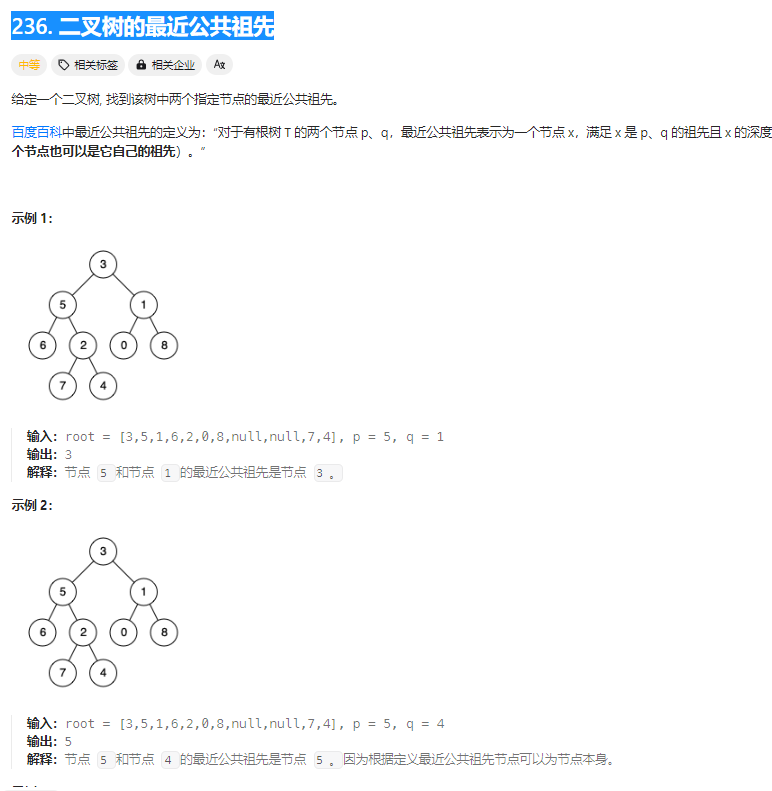 236. 二叉树的最近公共祖先
中等
相关标签
相关企业
Aあ
给定一个二叉树, 找到该树中两个指定节点的最近公共祖先。
百度百科中最近公共祖先的定义为：“对于有根树 T 的两个节点 p、q，最近公共祖先表示为一个节点 x，满足 x 是 p、q 的祖先且 x 的深度
个节点也可以是它自己的祖先）。”
示例 1：
3
5 1
6 2 0 8
7 4
输入：root = [3,5,1,6,2,0,8,null,null,7,4], p = 5, q = 1
输出：3
解释：节点 5 和节点 1 的最近公共祖先是节点 3 。
示例 2：
3
5 1
6 2 0 8
7 4
输入：root = [3,5,1,6,2,0,8,null,null,7,4], p = 5, q = 4
输出：5
解释：节点 5 和节点 4 的最近公共祖先是节点 5 。因为根据定义最近公共祖先节点可以为节点本身。